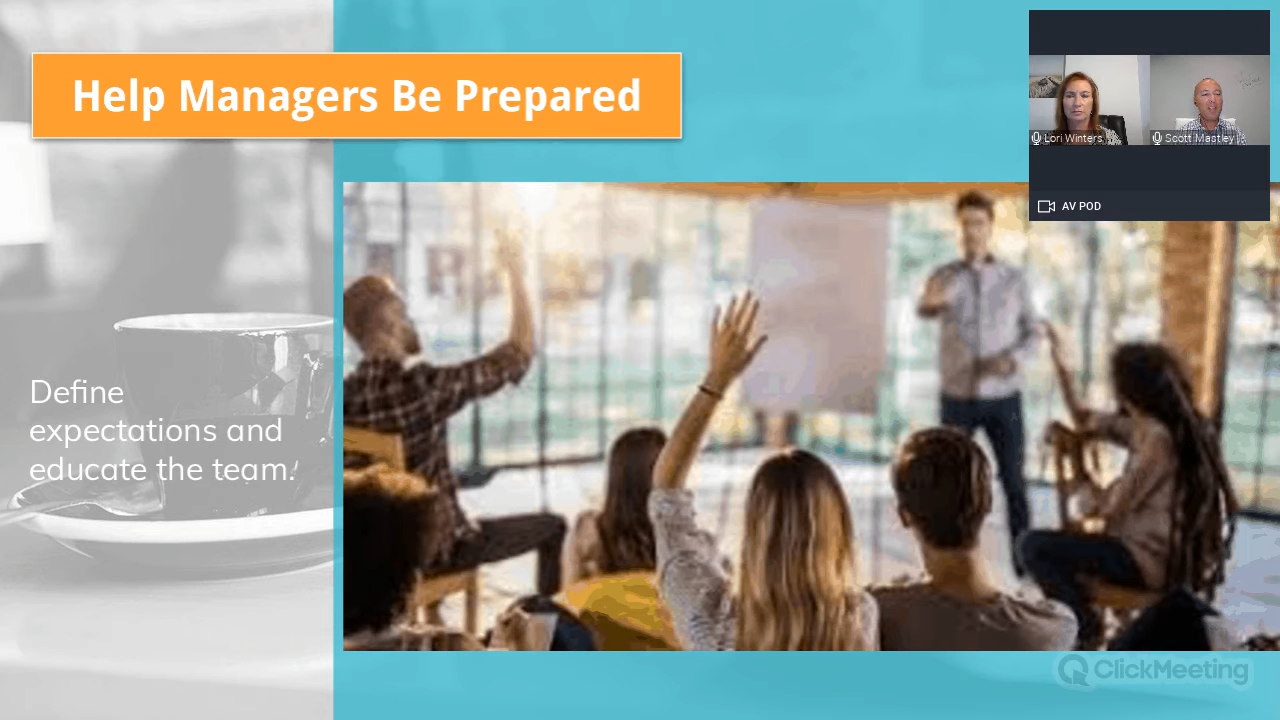 Help Managers Be Prepared
Lori Winters
Scott Mastley
AV POD
Define
expectations and
educate the team.
ClickMeeting